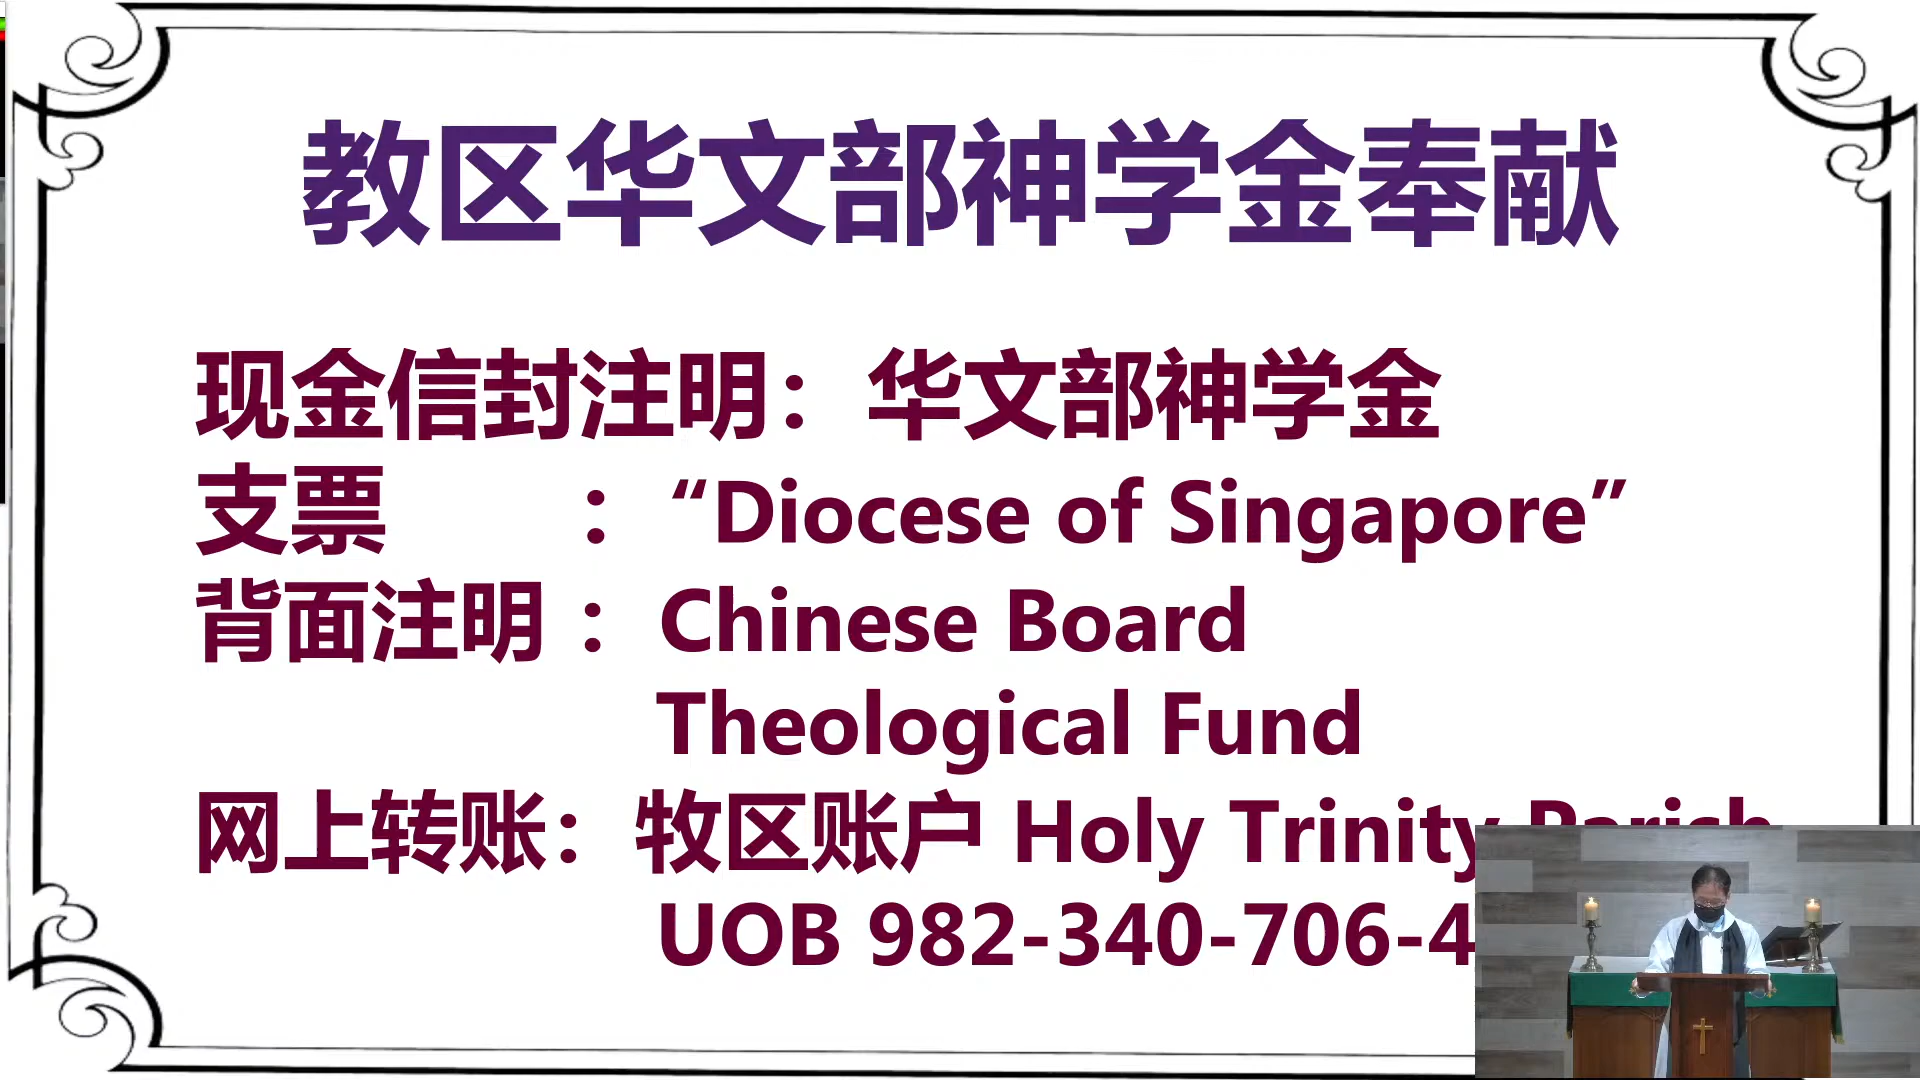 教区华文部神学金奉献
现金信封注明：华文部神学金
支票 ：“Diocese of Singapore”
背面注明 ：Chinese Board
Theological Fund
网上转账：牧区账户 Holy Trinity Parish
UOB 982-340-706-4